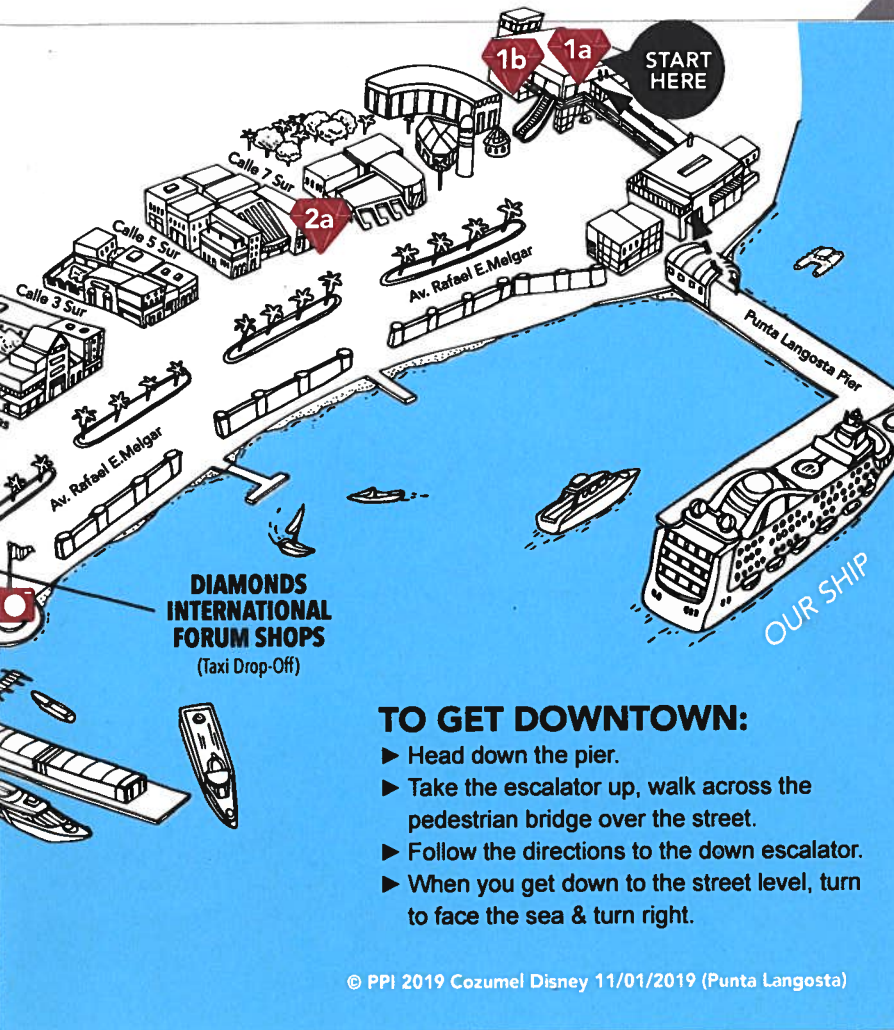 1b
1a
START
HERE
Calle 7 Sur
2a
Calle 5 Sur
Av. Rafael E.Melgar
Calle 3 Sur
Punta Langosta Pier
Av. Rafael E.Melgar
DIAMONDS
INTERNATIONAL
FORUM SHOPS
(Taxi Drop-Off)
OUR SHIP
TO GET DOWNTOWN:
► Head down the pier.
► Take the escalator up, walk across the
pedestrian bridge over the street.
► Follow the directions to the down escalator.
► When you get down to the street level, turn
to face the sea & turn right.
© PPI 2019 Cozumel Disney 11/01/2019 (Punta Langosta)